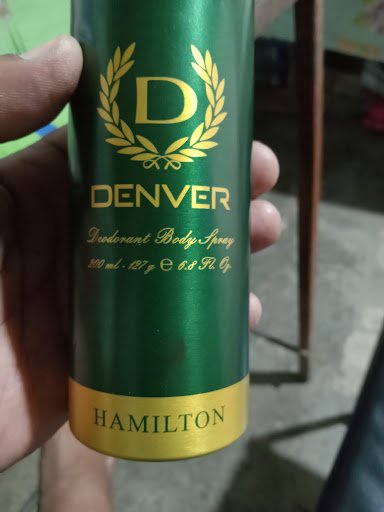 D
DENVER
Deodorant Body Spray
200 ml - 127 g ℮ 6.8 Fl. Oz.
HAMILTON